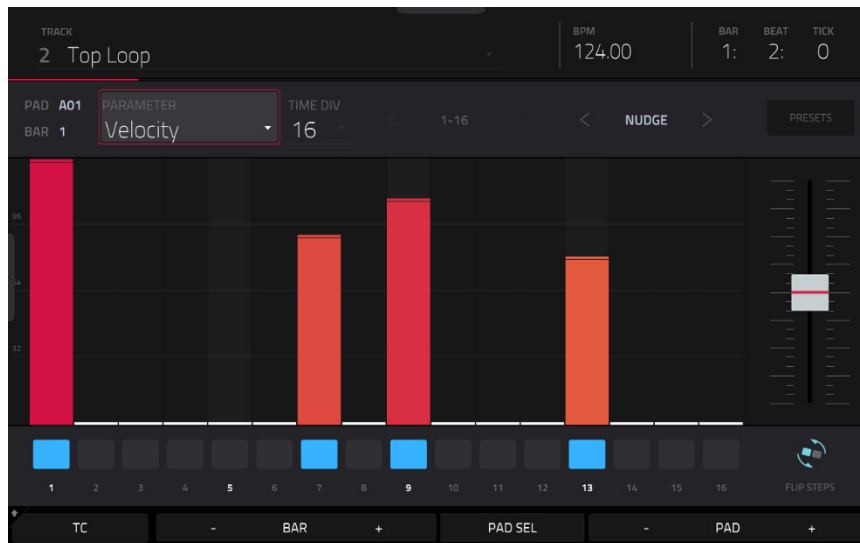 TRACK BPM BAR BEAT TICK
2 Top Loop 124.00 1: 2: 0
PAD A01 PARAMETER TIME DIV
BAR 1 Velocity 16 < 1-16 > < NUDGE > PRESETS
96
64
32
1 2 3 4 5 6 7 8 9 10 11 12 13 14 15 16 FLIP STEPS
TC - BAR + PAD SEL - PAD +